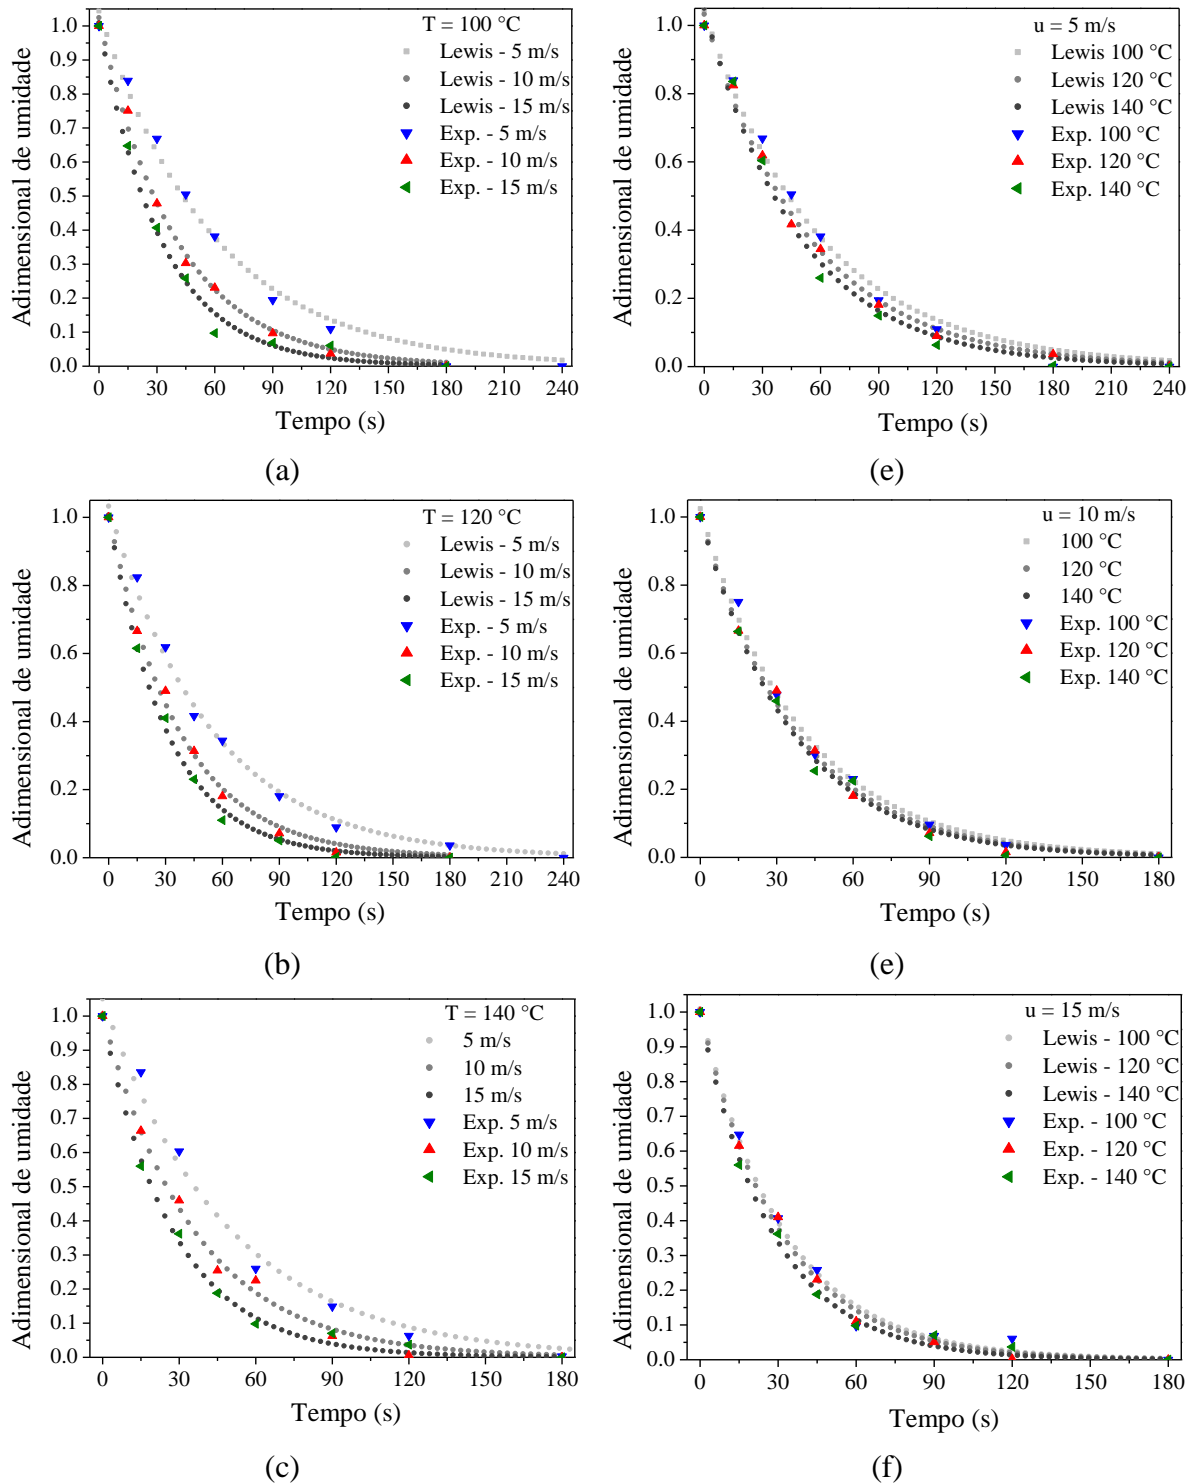 T = 100 °C
Lewis - 5 m/s
Lewis - 10 m/s
Lewis - 15 m/s
Exp. - 5 m/s
Exp. - 10 m/s
Exp. - 15 m/s
1.0
0.9
0.8
0.7
0.6
0.5
0.4
0.3
0.2
0.1
0.0
Adimensional de umidade
0 30 60 90 120 150 180 210 240
Tempo (s)
(a)
u = 5 m/s
Lewis 100 °C
Lewis 120 °C
Lewis 140 °C
Exp. 100 °C
Exp. 120 °C
Exp. 140 °C
1.0
0.8
0.6
0.4
0.2
0.0
Adimensional de umidade
0 30 60 90 120 150 180 210 240
Tempo (s)
(e)
T = 120 °C
Lewis - 5 m/s
Lewis - 10 m/s
Lewis - 15 m/s
Exp. - 5 m/s
Exp. - 10 m/s
Exp. - 15 m/s
1.0
0.8
0.6
0.4
0.2
0.0
Adimensional de umidade
0 30 60 90 120 150 180 210 240
Tempo (s)
(b)
u = 10 m/s
100 °C
120 °C
140 °C
Exp. 100 °C
Exp. 120 °C
Exp. 140 °C
1.0
0.8
0.6
0.4
0.2
0.0
Adimensional de umidade
0 30 60 90 120 150 180
Tempo (s)
(e)
T = 140 °C
5 m/s
10 m/s
15 m/s
Exp. 5 m/s
Exp. 10 m/s
Exp. 15 m/s
1.0
0.9
0.8
0.7
0.6
0.5
0.4
0.3
0.2
0.1
0.0
Adimensional de umidade
0 30 60 90 120 150 180
Tempo (s)
(c)
u = 15 m/s
Lewis - 100 °C
Lewis - 120 °C
Lewis - 140 °C
Exp. - 100 °C
Exp. - 120 °C
Exp. - 140 °C
1.0
0.9
0.8
0.7
0.6
0.5
0.4
0.3
0.2
0.1
0.0
Adimensional de umidade
0 30 60 90 120 150 180
Tempo (s)
(f)